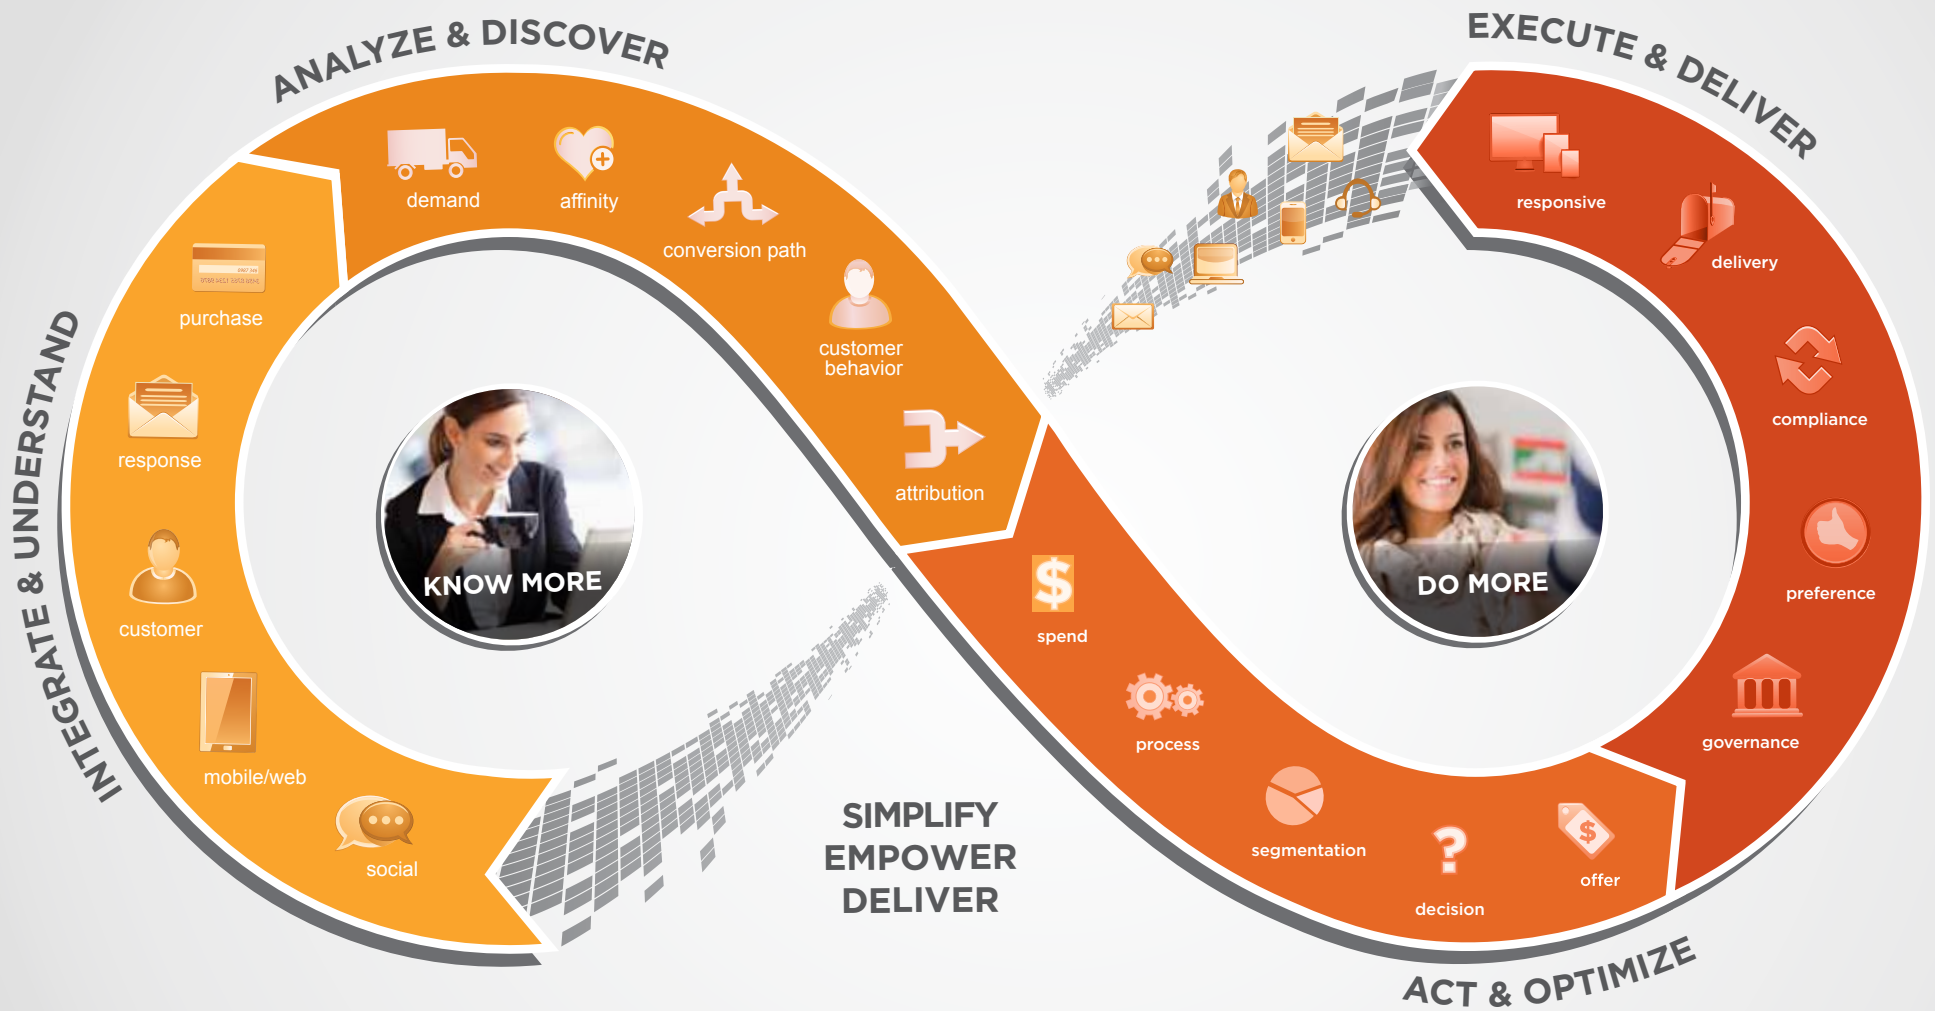 ANALYZE & DISCOVER
EXECUTE & DELIVER
INTEGRATE & UNDERSTAND
ACT & OPTIMIZE
demand
affinity
conversion path
customer
behavior
attribution
purchase
response
customer
mobile/web
social
KNOW MORE
SIMPLIFY
EMPOWER
DELIVER
spend
process
segmentation
decision
offer
DO MORE
responsive
delivery
compliance
preference
governance
$
?
$